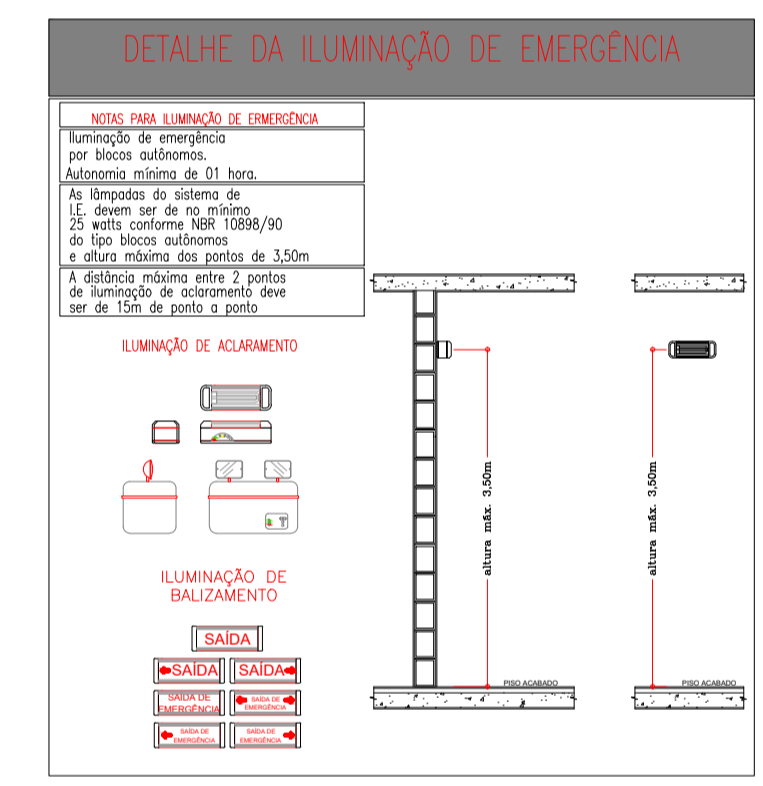 DETALHE DA ILUMINAÇÃO DE EMERGÊNCIA
NOTAS PARA ILUMINAÇÃO DE ERMERGÊNCIA
Iluminação de emergência
por blocos autônomos.
Autonomia mínima de 01 hora.
As lâmpadas do sistema de
I.E. devem ser de no mínimo
25 watts conforme NBR 10898/90
do tipo blocos autônomos
e altura máxima dos pontos de 3,50m
A distância máxima entre 2 pontos
de iluminação de aclaramento deve
ser de 15m de ponto a ponto
ILUMINAÇÃO DE ACLARAMENTO
ILUMINAÇÃO DE
BALIZAMENTO
SAÍDA
SAÍDA
SAÍDA
SAÍDA DE
EMERGÊNCIA
SAÍDA DE
EMERGÊNCIA
SAÍDA DE
EMERGÊNCIA
SAÍDA DE
EMERGÊNCIA
altura máx. 3,50m
PISO ACABADO
altura máx. 3,50m
PISO ACABADO